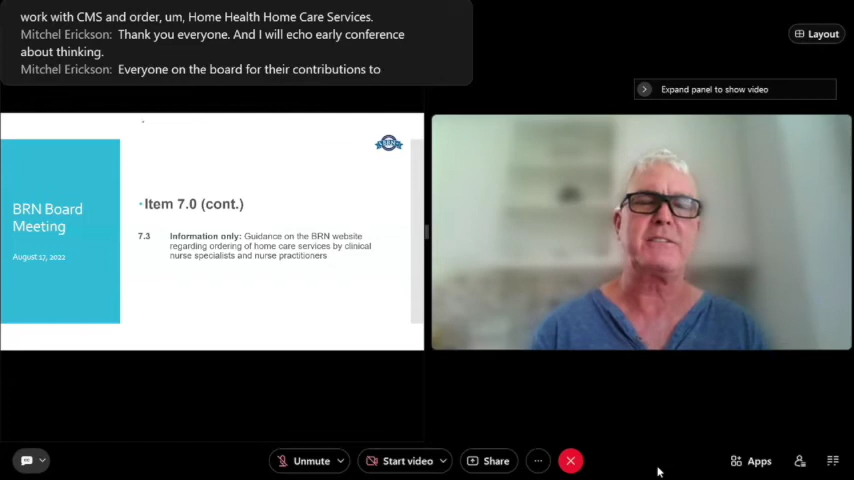 work with CMS and order, um, Home Health Home Care Services.
Mitchel Erickson: Thank you everyone. And I will echo early conference
about thinking.
Mitchel Erickson: Everyone on the board for their contributions to
Layout
Expand panel to show video
BRN Board
Meeting
August 17, 2022
BRN
•Item 7.0 (cont.)
7.3 Information only: Guidance on the BRN website
regarding ordering of home care services by clinical
nurse specialists and nurse practitioners
Unmute
Start video
Share
Apps